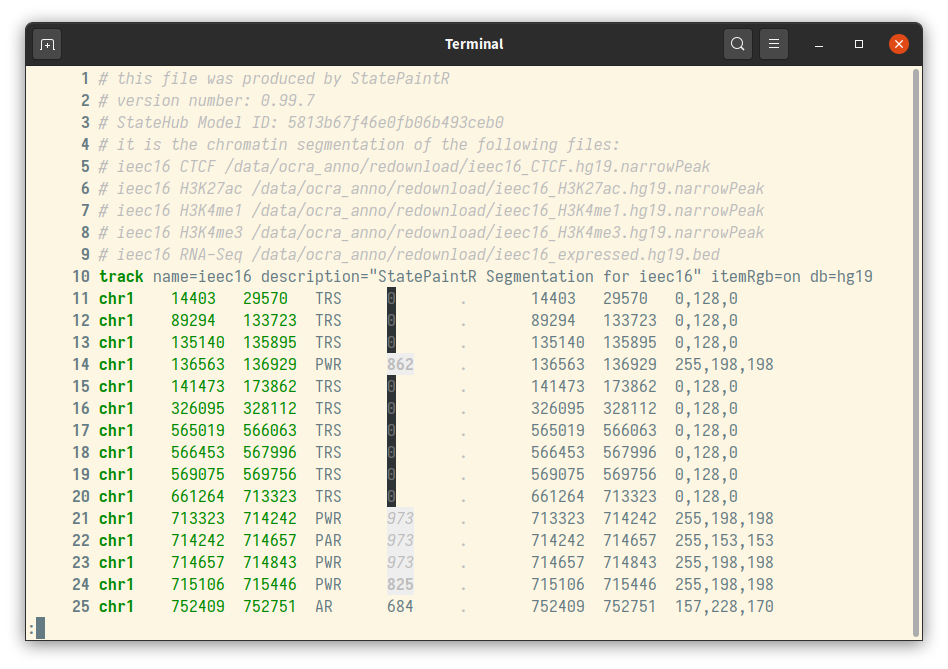 Terminal
1 # this file was produced by StatePaintR
2 # version number: 0.99.7
3 # StateHub Model ID: 5813b67f46e0fb06b493ceb0
4 # it is the chromatin segmentation of the following files:
5 # ieec16 CTCF /data/ocra_anno/redownload/ieec16_CTCF.hg19.narrowPeak
6 # ieec16 H3K27ac /data/ocra_anno/redownload/ieec16_H3K27ac.hg19.narrowPeak
7 # ieec16 H3K4me1 /data/ocra_anno/redownload/ieec16_H3K4me1.hg19.narrowPeak
8 # ieec16 H3K4me3 /data/ocra_anno/redownload/ieec16_H3K4me3.hg19.narrowPeak
9 # ieec16 RNA-Seq /data/ocra_anno/redownload/ieec16_expressed.hg19.bed
10 track name=ieec16 description="StatePaintR Segmentation for ieec16" itemRgb=on db=hg19
11 chr1 14403 29570 TRS 0 . 14403 29570 0,128,0
12 chr1 89294 133723 TRS 0 . 89294 133723 0,128,0
13 chr1 135140 135895 TRS 0 . 135140 135895 0,128,0
14 chr1 136563 136929 PWR 862 . 136563 136929 255,198,198
15 chr1 141473 173862 TRS 0 . 141473 173862 0,128,0
16 chr1 326095 328112 TRS 0 . 326095 328112 0,128,0
17 chr1 565019 566063 TRS 0 . 565019 566063 0,128,0
18 chr1 566453 567996 TRS 0 . 566453 567996 0,128,0
19 chr1 569075 569756 TRS 0 . 569075 569756 0,128,0
20 chr1 661264 713323 TRS 0 . 661264 713323 0,128,0
21 chr1 713323 714242 PWR 973 . 713323 714242 255,198,198
22 chr1 714242 714657 PAR 973 . 714242 714657 255,153,153
23 chr1 714657 714843 PWR 973 . 714657 714843 255,198,198
24 chr1 715106 715446 PWR 825 . 715106 715446 255,198,198
25 chr1 752409 752751 AR 684 . 752409 752751 157,228,170
: